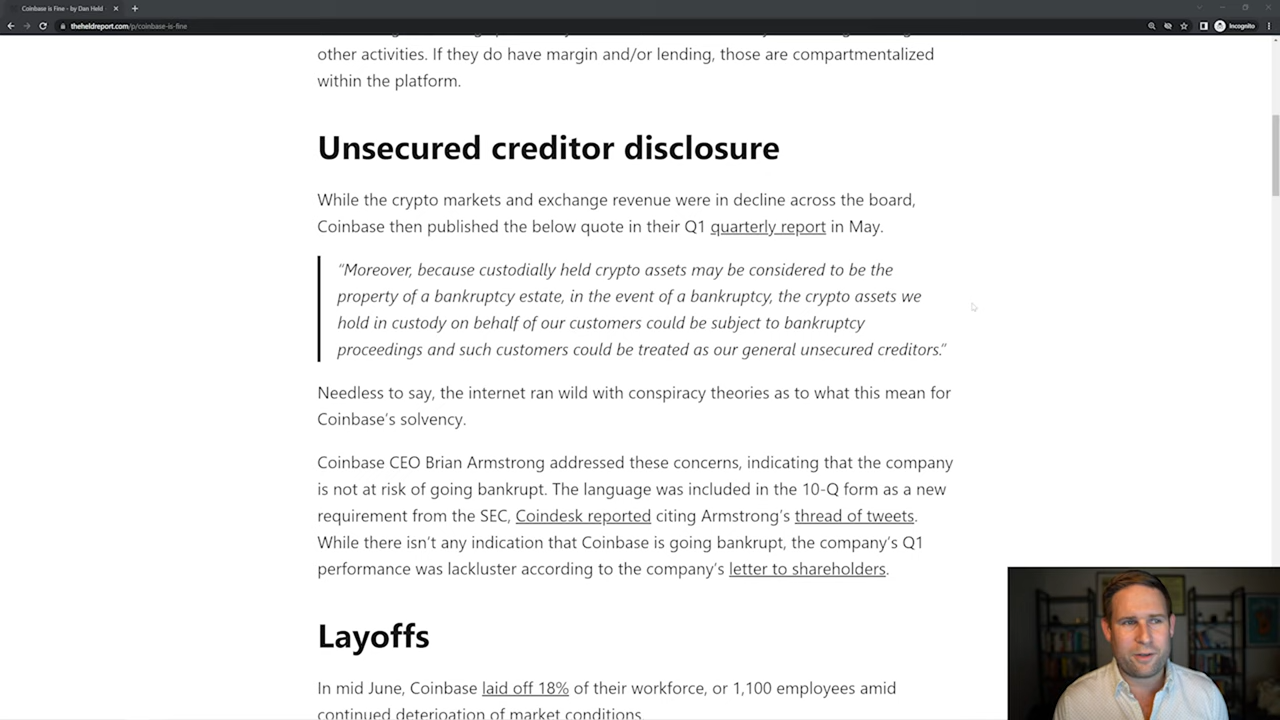 Coinbase is Fine - by Dan Held
theheldreport.com/p/coinbase-is-fine
Incognito
other activities. If they do have margin and/or lending, those are compartmentalized
within the platform.
Unsecured creditor disclosure
While the crypto markets and exchange revenue were in decline across the board,
Coinbase then published the below quote in their Q1 quarterly report in May.
“Moreover, because custodially held crypto assets may be considered to be the
property of a bankruptcy estate, in the event of a bankruptcy, the crypto assets we
hold in custody on behalf of our customers could be subject to bankruptcy
proceedings and such customers could be treated as our general unsecured creditors.”
Needless to say, the internet ran wild with conspiracy theories as to what this mean for
Coinbase’s solvency.
Coinbase CEO Brian Armstrong addressed these concerns, indicating that the company
is not at risk of going bankrupt. The language was included in the 10-Q form as a new
requirement from the SEC, Coindesk reported citing Armstrong’s thread of tweets.
While there isn’t any indication that Coinbase is going bankrupt, the company’s Q1
performance was lackluster according to the company’s letter to shareholders.
Layoffs
In mid June, Coinbase laid off 18% of their workforce, or 1,100 employees amid
continued deterioation of market conditions.